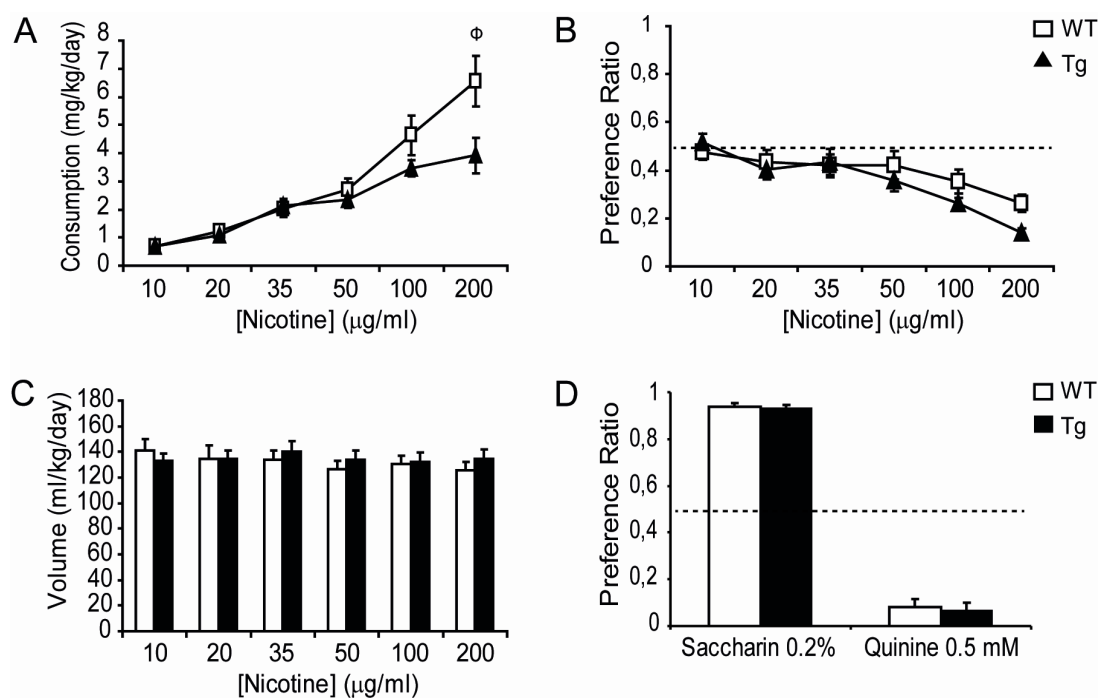 A
Consumption (mg/kg/day)
8
7
6
5
4
3
2
1
0
Φ
10 20 35 50 100 200
[Nicotine] (μg/ml)
B
Preference Ratio
1
0,8
0,6
0,4
0,2
0
WT
Tg
10 20 35 50 100 200
[Nicotine] (μg/ml)
C
Volume (ml/kg/day)
180
160
140
120
100
80
60
40
20
0
10 20 35 50 100 200
[Nicotine] (μg/ml)
D
Preference Ratio
1
0,8
0,6
0,4
0,2
0
WT
Tg
Saccharin 0.2% Quinine 0.5 mM